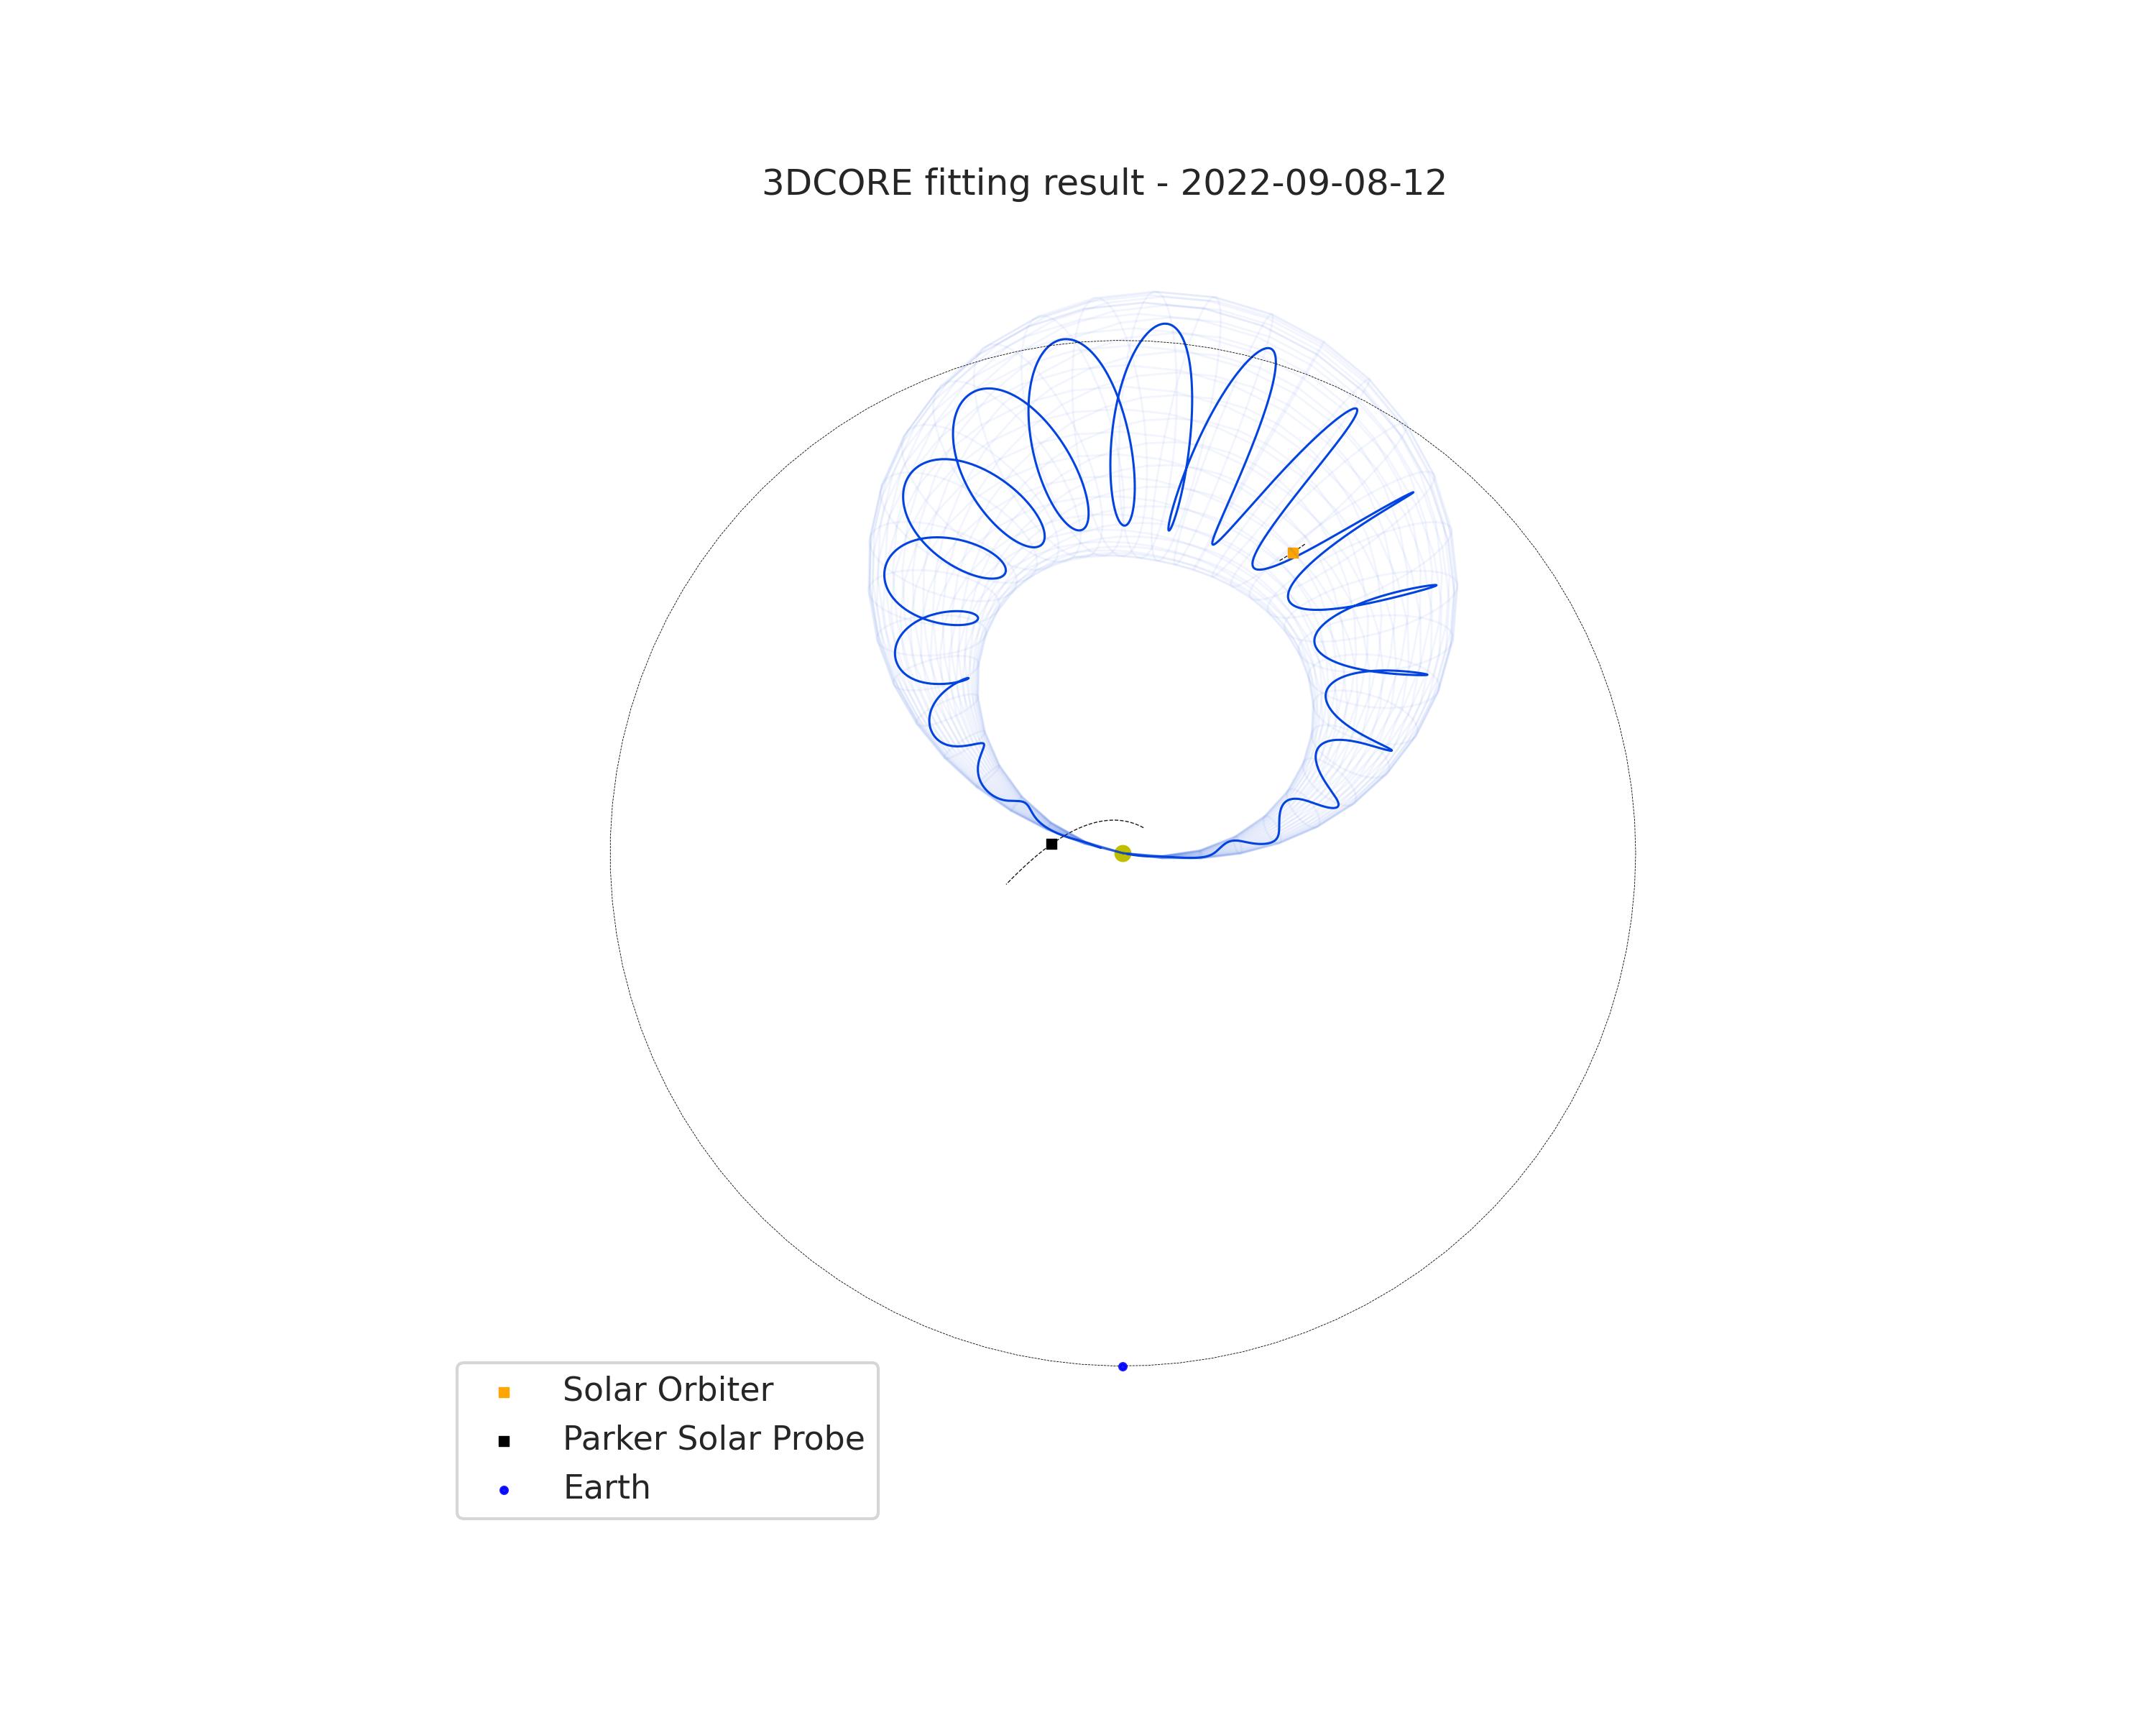 3DCORE fitting result - 2022-09-08-12
Solar Orbiter
Parker Solar Probe
Earth